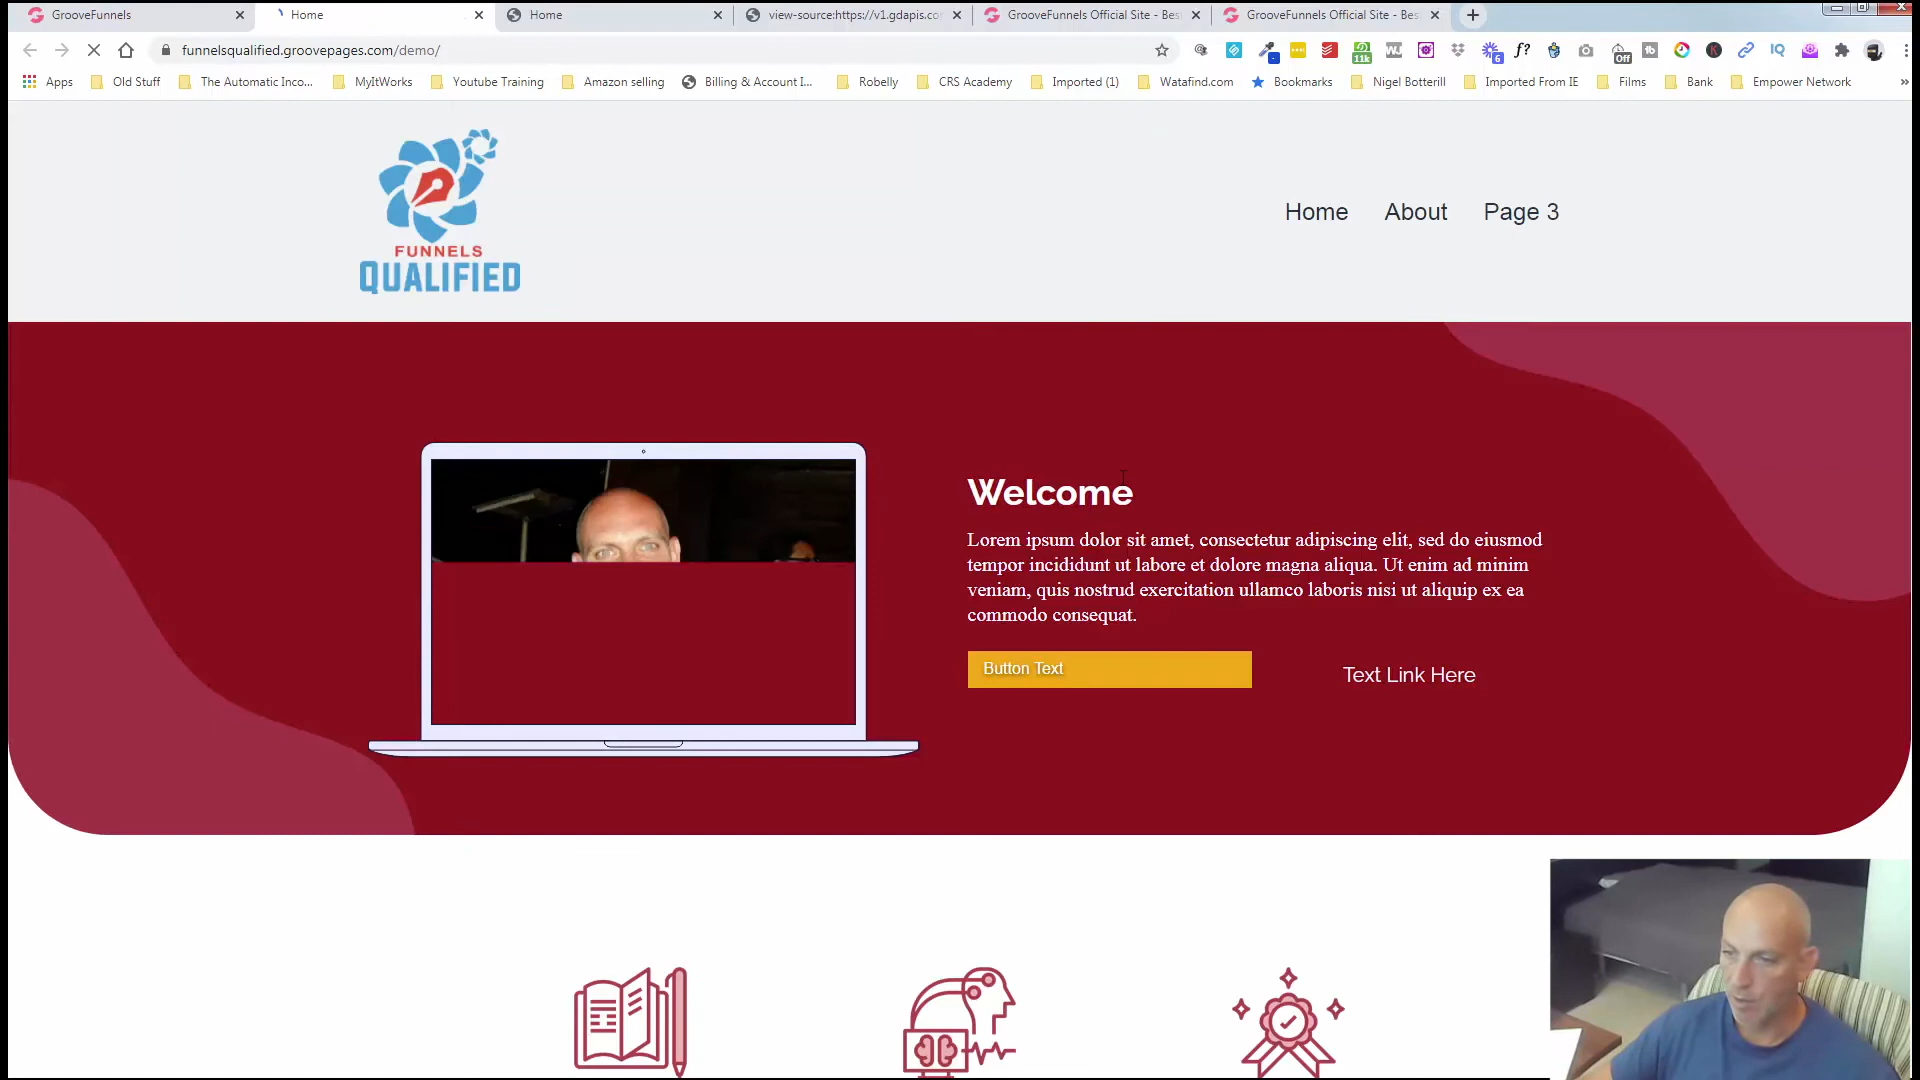 GrooveFunnels
Home
Home
view-source:https://v1.gdapis.co
GrooveFunnels Official Site - Bes
GrooveFunnels Official Site - Bes
funnelsqualified.groovepages.com/demo/
11k
6
f?
Off
IQ
Apps
Old Stuff
The Automatic Inco...
MyItWorks
Youtube Training
Amazon selling
Billing & Account I...
Robelly
CRS Academy
Imported (1)
Watafind.com
Bookmarks
Nigel Botterill
Imported From IE
Films
Bank
Empower Network
»
FUNNELS
QUALIFIED
Home
About
Page 3
Welcome
Lorem ipsum dolor sit amet, consectetur adipiscing elit, sed do eiusmod
tempor incididunt ut labore et dolore magna aliqua. Ut enim ad minim
veniam, quis nostrud exercitation ullamco laboris nisi ut aliquip ex ea
commodo consequat.
Button Text
Text Link Here